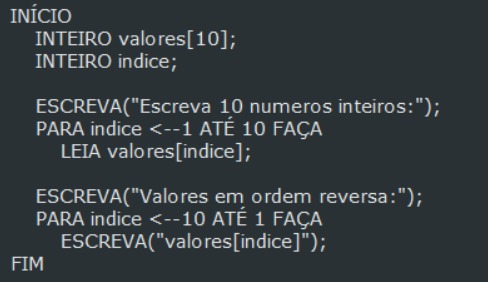 INÍCIO
INTEIRO valores[10];
INTEIRO indice;
ESCREVA("Escreva 10 numeros inteiros:");
PARA indice <--1 ATÉ 10 FAÇA
LEIA valores[indice];
ESCREVA("Valores em ordem reversa:");
PARA indice <--10 ATÉ 1 FAÇA
ESCREVA("valores[indice]");
FIM